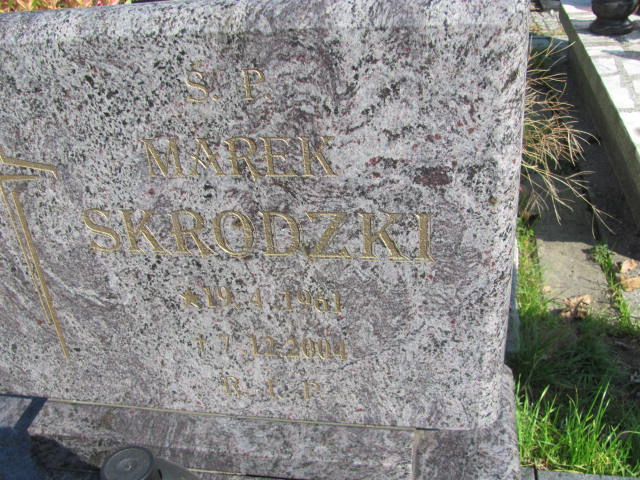 Ś. P.
MAREK
SKRODZKI
*19.4.1961
† 7.12.2004
R. I. P.